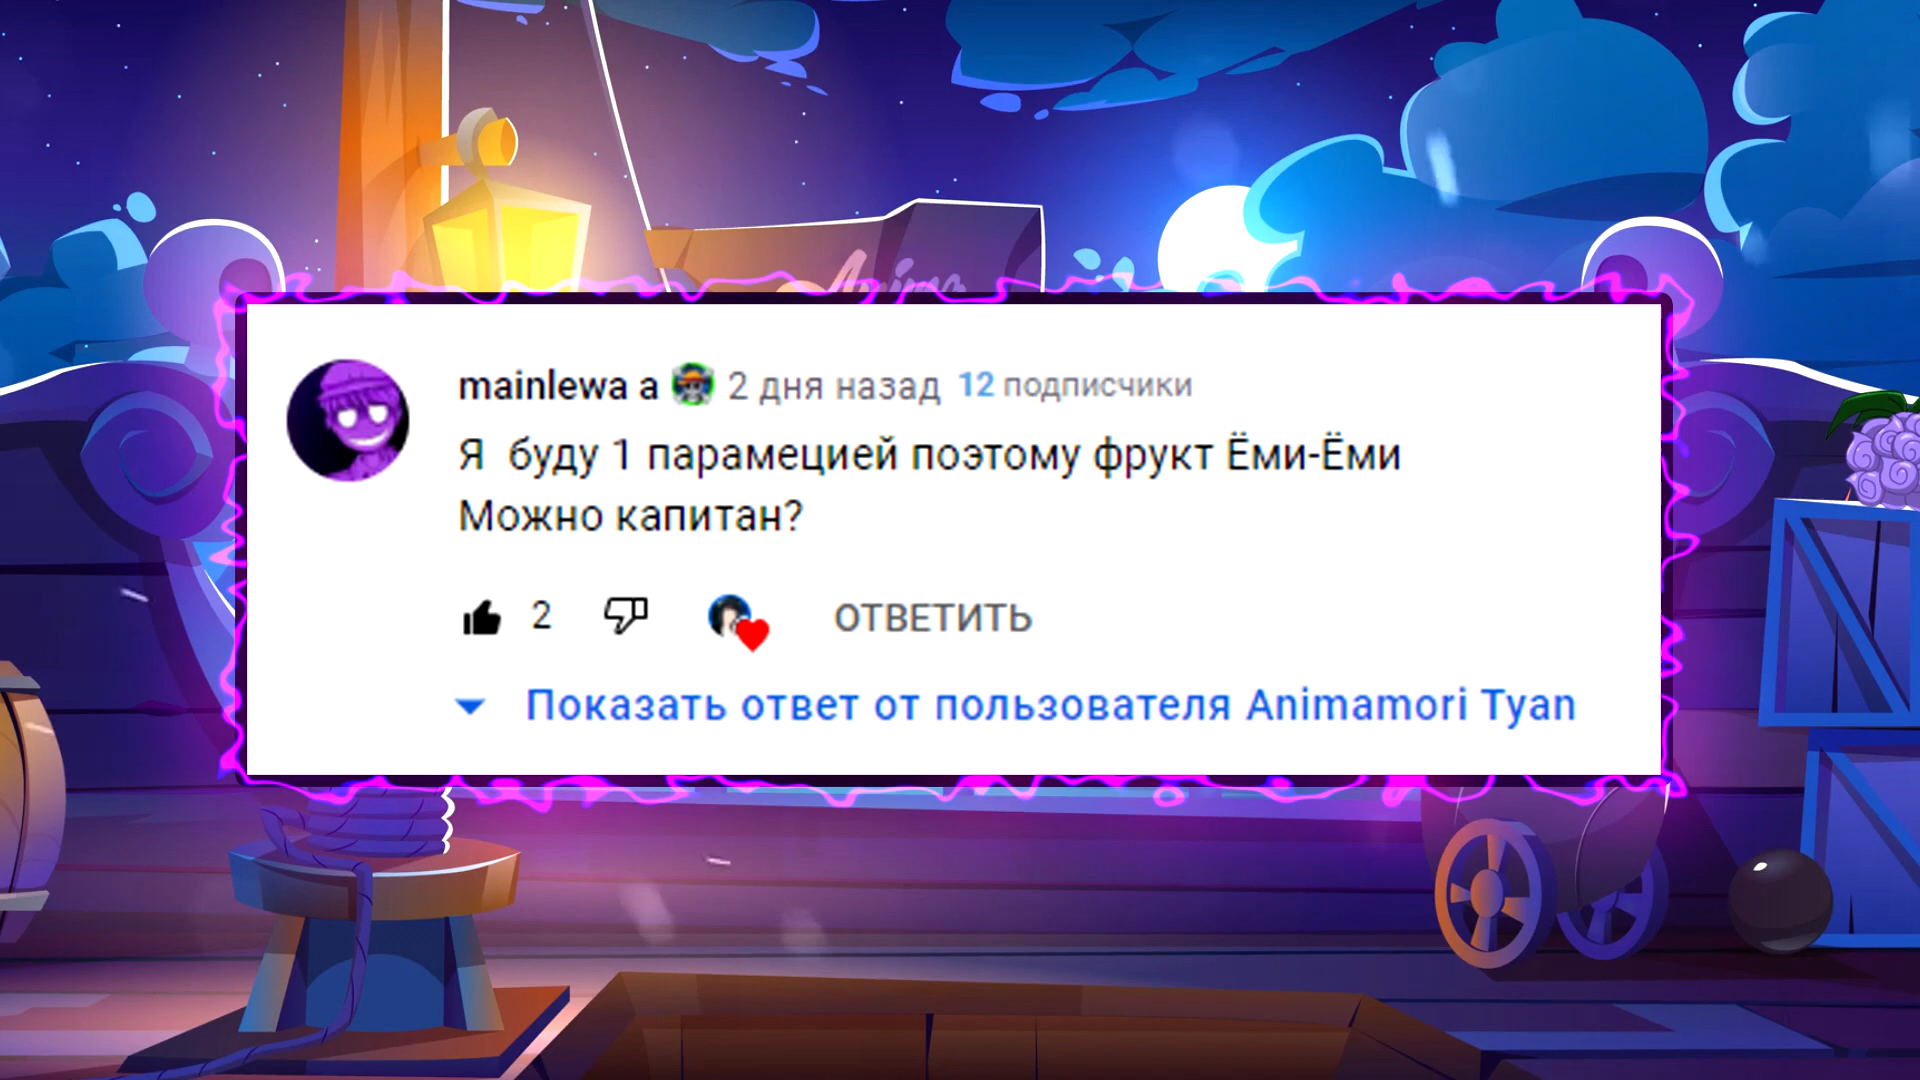 Anima
mainlewa a 2 дня назад 12 подписчики
Я буду 1 парамецией поэтому фрукт Ёми-Ёми
Можно капитан?
2 ОТВЕТИТЬ
Показать ответ от пользователя Animamori Tyan